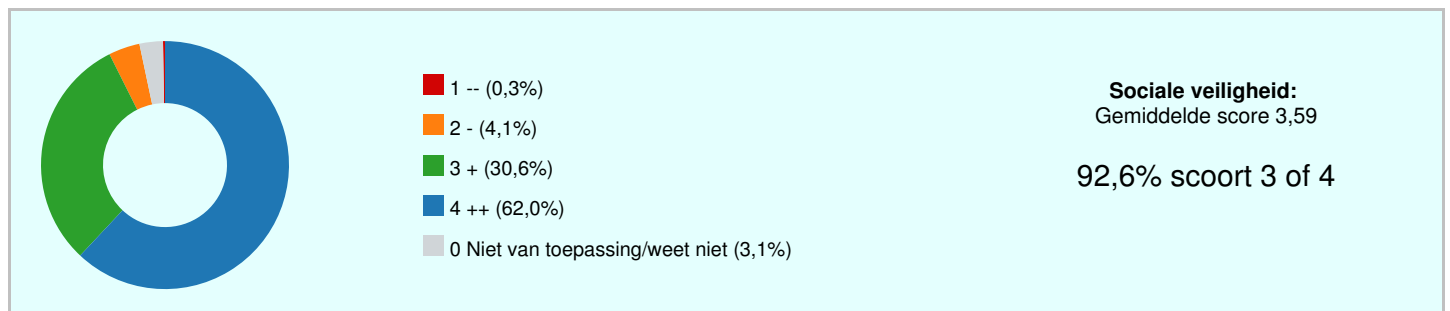 1 -- (0,3%)
2 - (4,1%)
3 + (30,6%)
4 ++ (62,0%)
0 Niet van toepassing/weet niet (3,1%)
Sociale veiligheid:
Gemiddelde score 3,59
92,6% scoort 3 of 4